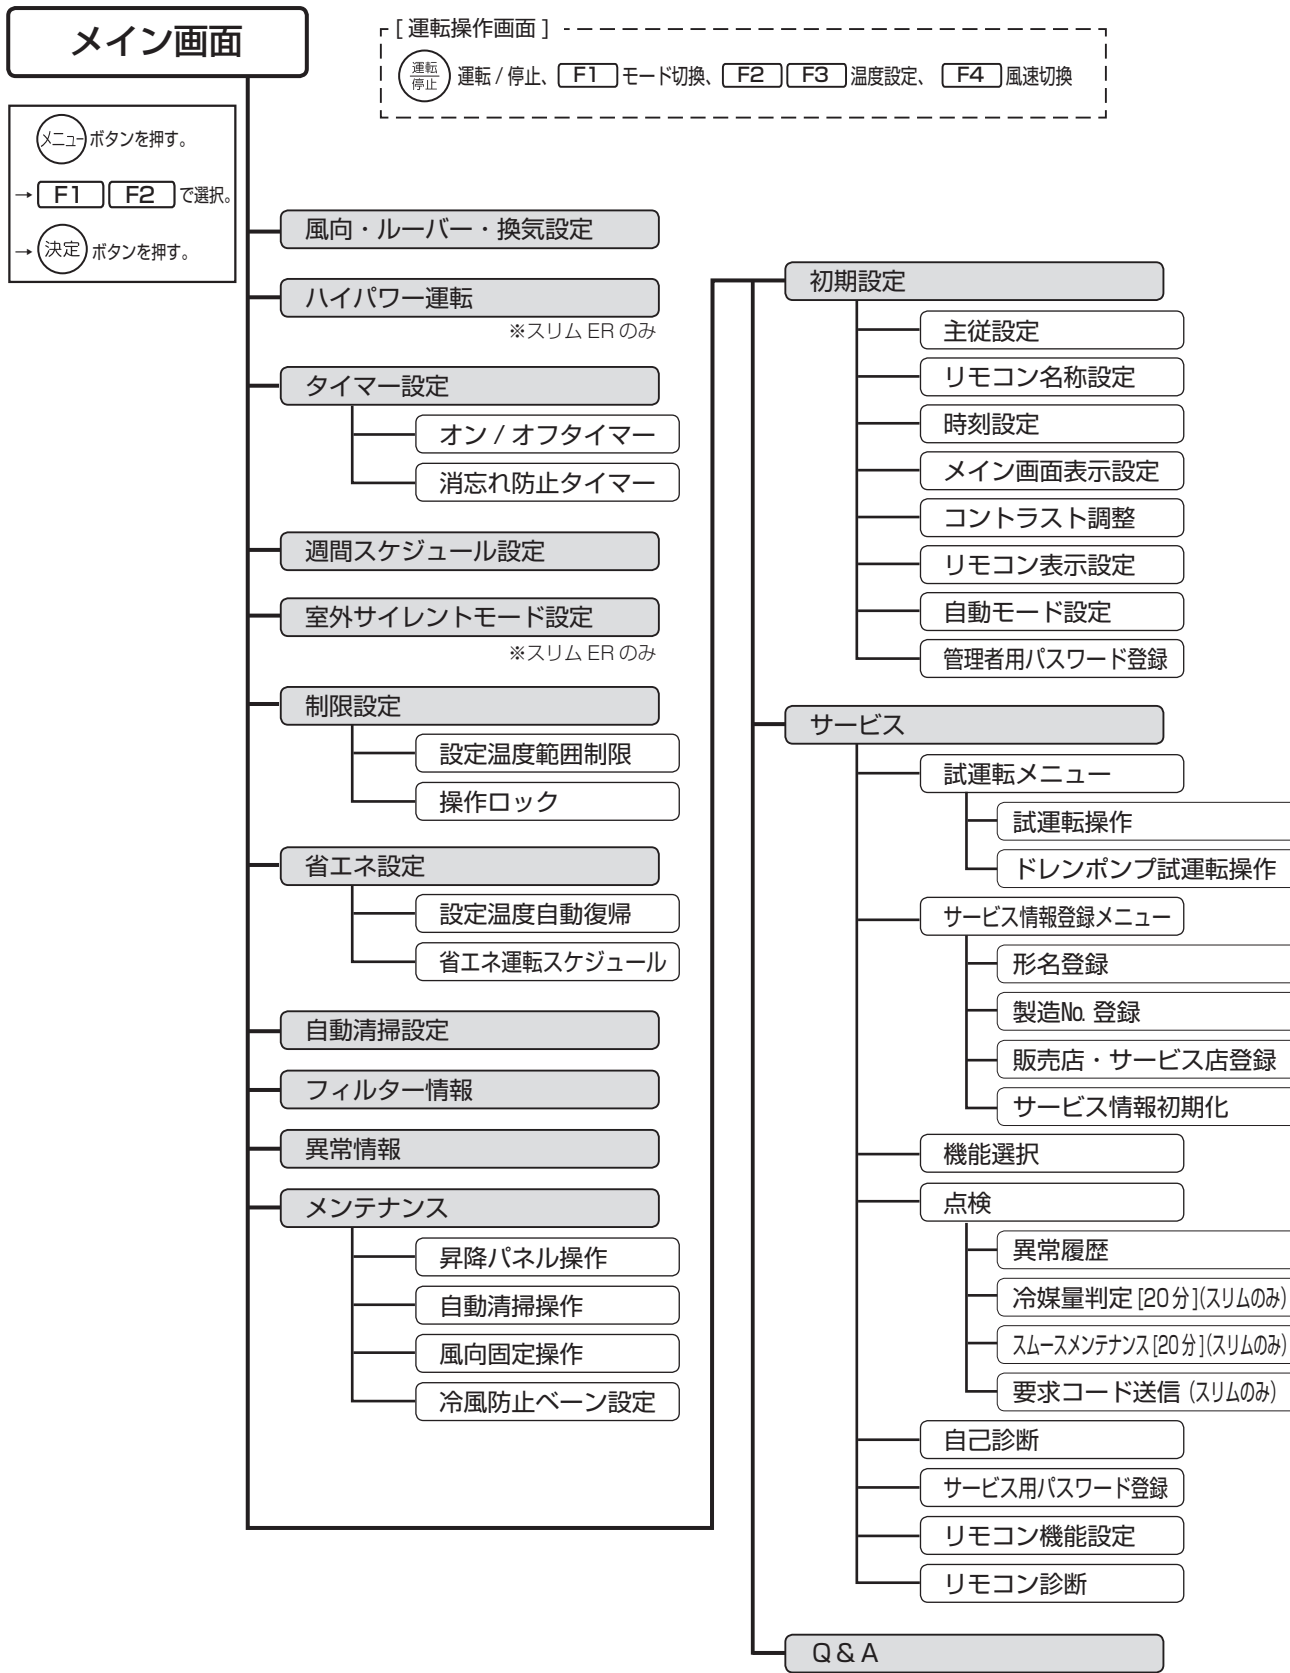 メイン画面
[ 運転操作画面 ]
運転 停止 運転 / 停止、 F1 モード切換、 F2 F3 温度設定、 F4 風速切換
メニュー ボタンを押す。
→ F1 F2 で選択。
→ 決定 ボタンを押す。
風向・ルーバー・換気設定
ハイパワー運転
※スリム ER のみ
タイマー設定
オン / オフタイマー
消忘れ防止タイマー
週間スケジュール設定
室外サイレントモード設定
※スリム ER のみ
制限設定
設定温度範囲制限
操作ロック
省エネ設定
設定温度自動復帰
省エネ運転スケジュール
自動清掃設定
フィルター情報
異常情報
メンテナンス
昇降パネル操作
自動清掃操作
風向固定操作
冷風防止ベーン設定
初期設定
主従設定
リモコン名称設定
時刻設定
メイン画面表示設定
コントラスト調整
リモコン表示設定
自動モード設定
管理者用パスワード登録
サービス
試運転メニュー
試運転操作
ドレンポンプ試運転操作
サービス情報登録メニュー
形名登録
製造№ 登録
販売店・サービス店登録
サービス情報初期化
機能選択
点検
異常履歴
冷媒量判定 [20分](スリムのみ)
スムースメンテナンス [20分](スリムのみ)
要求コード送信 (スリムのみ)
自己診断
サービス用パスワード登録
リモコン機能設定
リモコン診断
Q & A